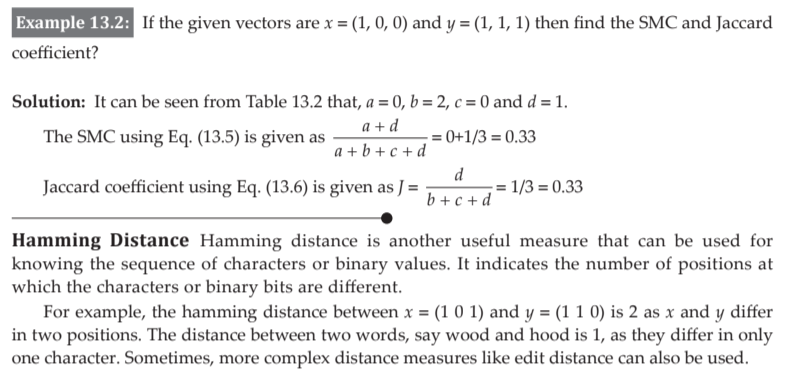 Example 13.2: If the given vectors are x = (1, 0, 0) and y = (1, 1, 1) then find the SMC and Jaccard
coefficient?
Solution: It can be seen from Table 13.2 that, a = 0, b = 2, c = 0 and d = 1.
The SMC using Eq. (13.5) is given as (a + d)/(a + b + c + d) = 0+1/3 = 0.33
Jaccard coefficient using Eq. (13.6) is given as J = d/(b + c + d) = 1/3 = 0.33
Hamming Distance Hamming distance is another useful measure that can be used for
knowing the sequence of characters or binary values. It indicates the number of positions at
which the characters or binary bits are different.
For example, the hamming distance between x = (1 0 1) and y = (1 1 0) is 2 as x and y differ
in two positions. The distance between two words, say wood and hood is 1, as they differ in only
one character. Sometimes, more complex distance measures like edit distance can also be used.